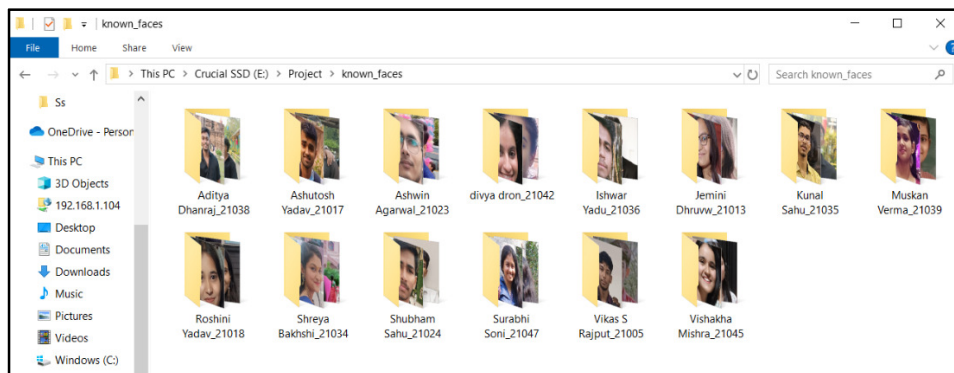 known_faces
File Home Share View
This PC > Crucial SSD (E:) > Project > known_faces
Search known_faces
Ss
OneDrive - Person
This PC
3D Objects
192.168.1.104
Desktop
Documents
Downloads
Music
Pictures
Videos
Windows (C:)
Aditya
Dhanraj_21038
Ashutosh
Yadav_21017
Ashwin
Agarwal_21023
divya dron_21042
Ishwar
Yadu_21036
Jemini
Dhruvw_21013
Kunal
Sahu_21035
Muskan
Verma_21039
Roshini
Yadav_21018
Shreya
Bakhshi_21034
Shubham
Sahu_21024
Surabhi
Soni_21047
Vikas S
Rajput_21005
Vishakha
Mishra_21045